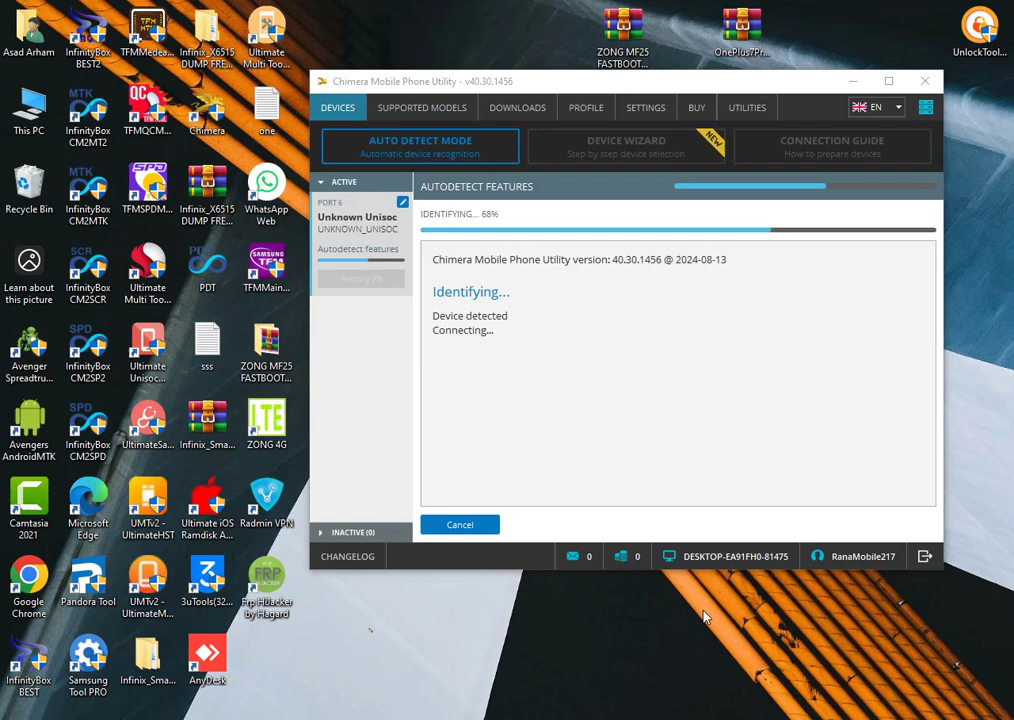 Asad Arham
InfinityBox
BEST2
TFMMedea...
Infinix_X6515
DUMP FRE...
Ultimate
Multi Too...
This PC
InfinityBox
CM2MT2
TFMQCM...
Chimera
one
Recycle Bin
InfinityBox
CM2MTK
TFMSPDM...
Infinix_X6515
DUMP FRE...
WhatsApp
Web
Learn about
this picture
InfinityBox
CM2SCR
Ultimate
Multi Too...
PDT
TFMMain...
Avenger
Spreadtru...
InfinityBox
CM2SP2
Ultimate
Unisoc...
sss
ZONG MF25
FASTBOOT...
Avengers
AndroidMTK
InfinityBox
CM2SPD
UltimateSa...
Infinix_Sma...
ZONG 4G
Camtasia
2021
Microsoft
Edge
UMTv2 -
UltimateHST
Ultimate iOS
Ramdisk A...
Radmin VPN
Google
Chrome
Pandora Tool
UMTv2 -
UltimateM...
3uTools(32...
Frp HiJacker
by Hagard
InfinityBox
BEST
Samsung
Tool PRO
Infinix_Sma...
AnyDesk
ZONG MF25
FASTBOOT...
OnePlus7Pr...
UnlockTool...
Chimera Mobile Phone Utility - v40.30.1456
DEVICES
SUPPORTED MODELS
DOWNLOADS
PROFILE
SETTINGS
BUY
UTILITIES
EN
AUTO DETECT MODE
Automatic device recognition
DEVICE WIZARD
Step by step device selection
NEW
CONNECTION GUIDE
How to prepare devices
ACTIVE
PORT 6
Unknown Unisoc
UNKNOWN_UNISOC
Autodetect features
History (0)
AUTODETECT FEATURES
IDENTIFYING... 68%
Chimera Mobile Phone Utility version: 40.30.1456 @ 2024-08-13
Identifying...
Device detected
Connecting...
Cancel
INACTIVE (0)
CHANGELOG
0
0
DESKTOP-EA91FH0-81475
RanaMobile217